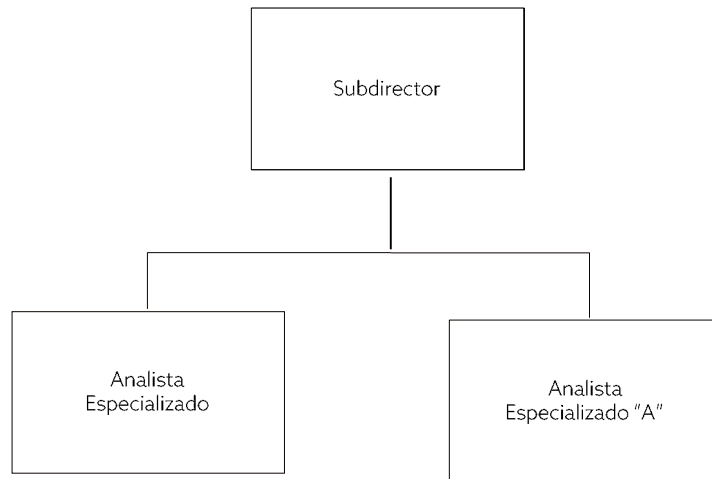 Subdirector
Analista
Especializado
Analista
Especializado "A"